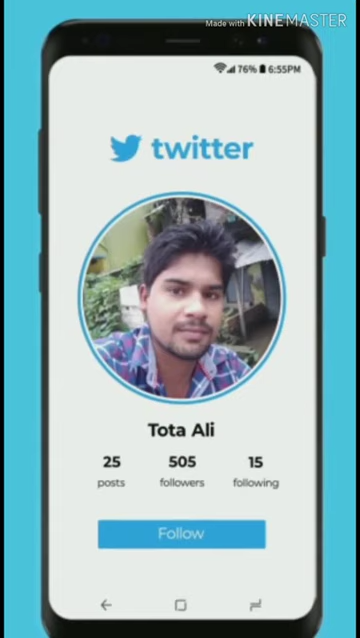 Made with KINEMASTER
76% 6:55PM
twitter
Tota Ali
25 505 15
posts followers following
Follow